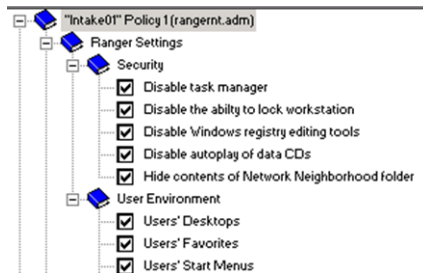 "Intake01" Policy 1 (rangernt.adm)
Ranger Settings
Security
Disable task manager
Disable the abilty to lock workstation
Disable Windows registry editing tools
Disable autoplay of data CDs
Hide contents of Network Neighborhood folder
User Environment
Users' Desktops
Users' Favorites
Users' Start Menus